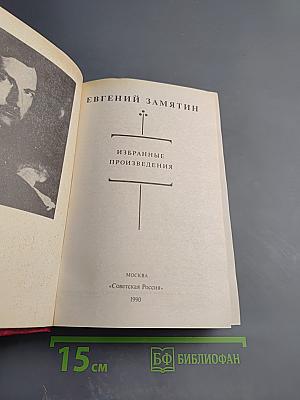 ЕВГЕНИЙ ЗАМЯТИН
ИЗБРАННЫЕ
ПРОИЗВЕДЕНИЯ
МОСКВА
«Советская Россия»
1990
15 см
БФ БИБЛИОФАН